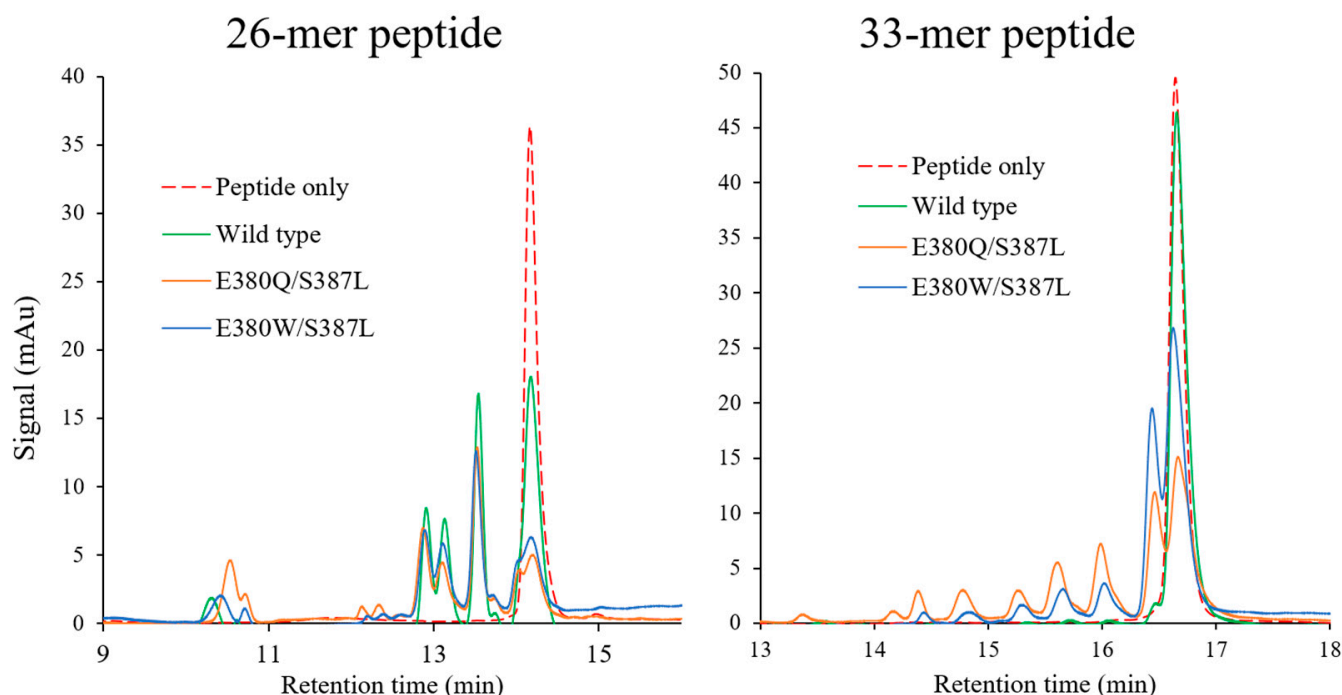 26-mer peptide
40
35
30
25
20
15
10
5
0
Signal (mAu)
Peptide only
Wild type
E380Q/S387L
E380W/S387L
9 11 13 15
Retention time (min)
33-mer peptide
50
45
40
35
30
25
20
15
10
5
0
Peptide only
Wild type
E380Q/S387L
E380W/S387L
13 14 15 16 17 18
Retention time (min)